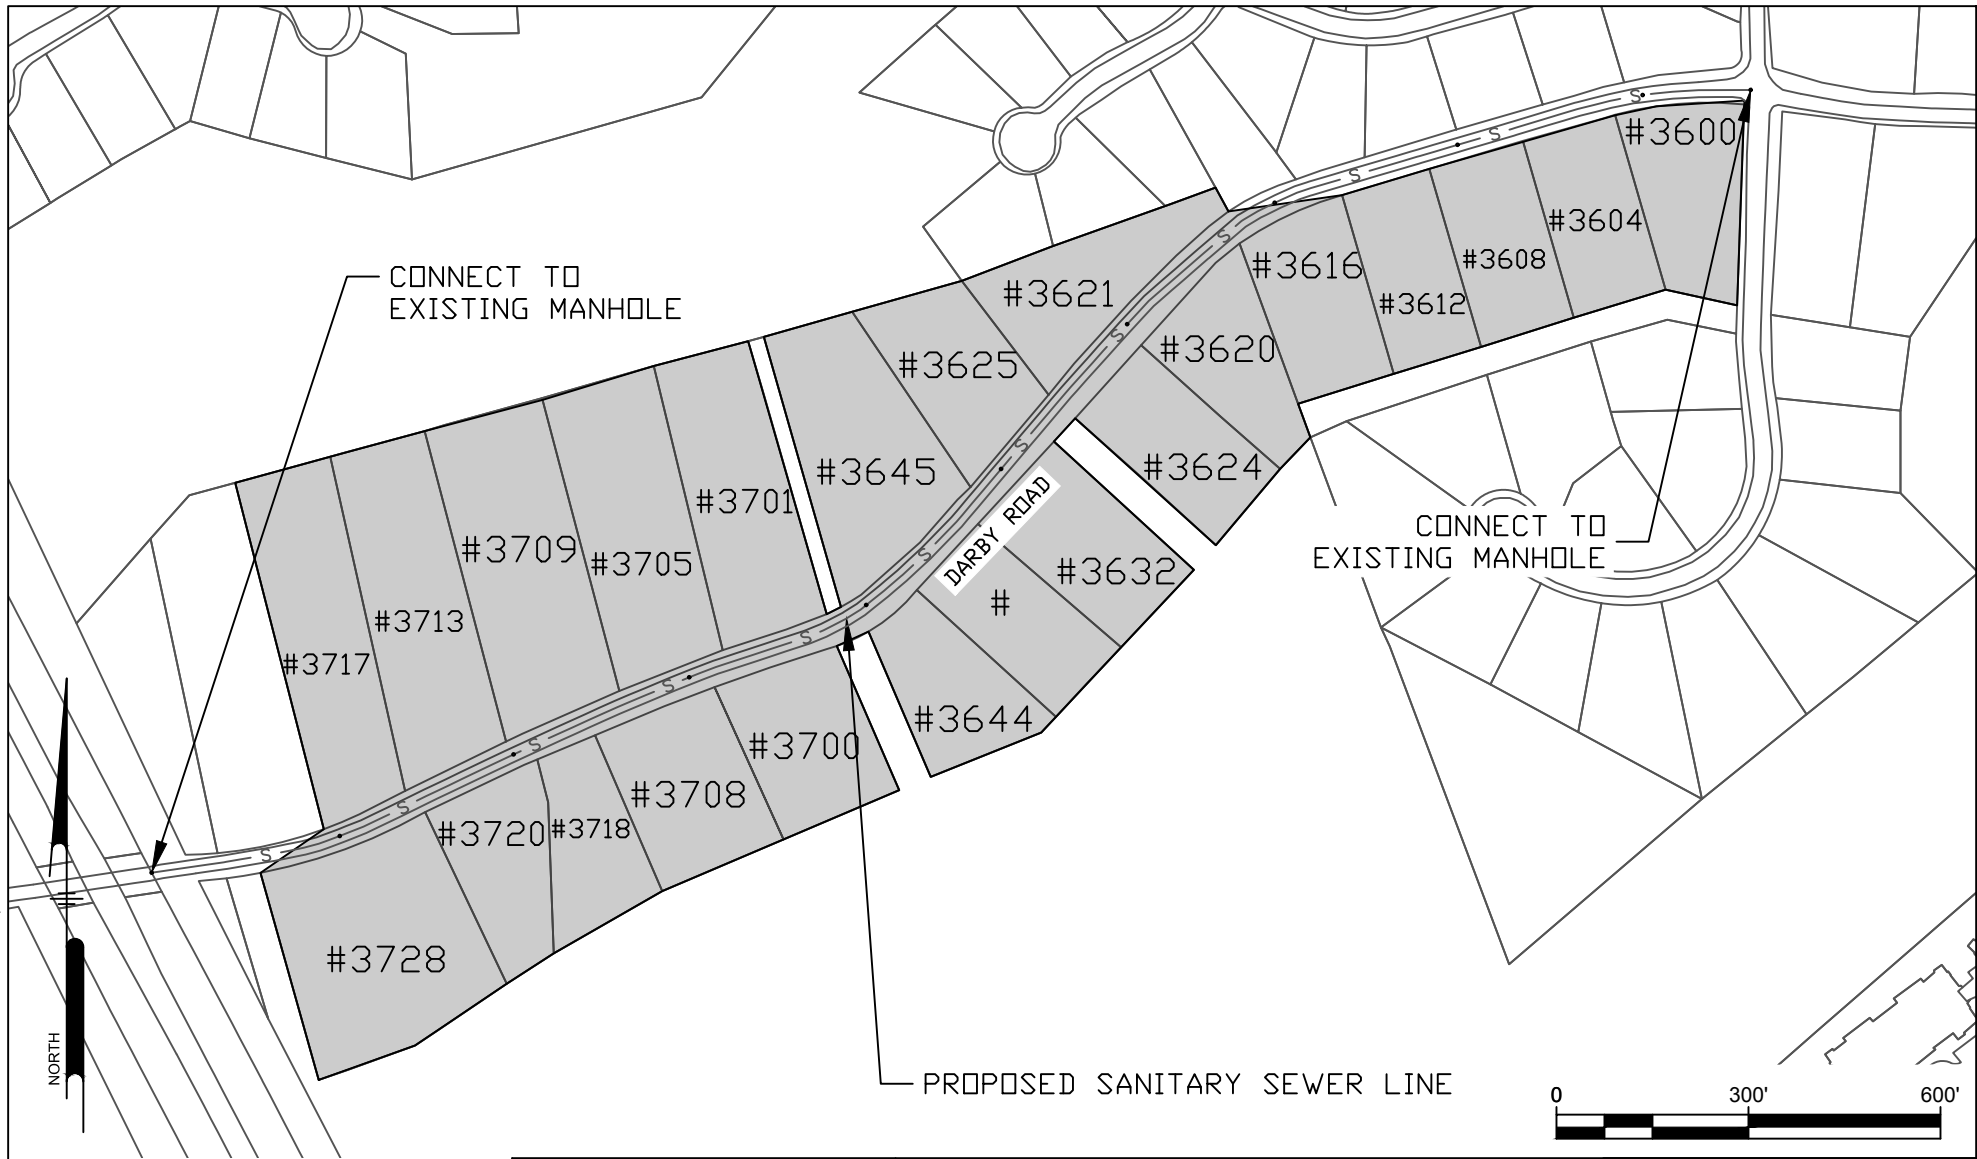 #3600
#3604
#3608
#3612
#3616
#3620
#3624
#3621
#3625
#3645
CONNECT TO
EXISTING MANHOLE
#3701
#3705
#3709
#3713
#3717
DARBY ROAD
#3632
#
#3644
CONNECT TO
EXISTING MANHOLE
#3700
#3708
#3718
#3720
#3728
S
S
S
S
S
S
S
S
S
S
S
NORTH
PROPOSED SANITARY SEWER LINE
0 300' 600'